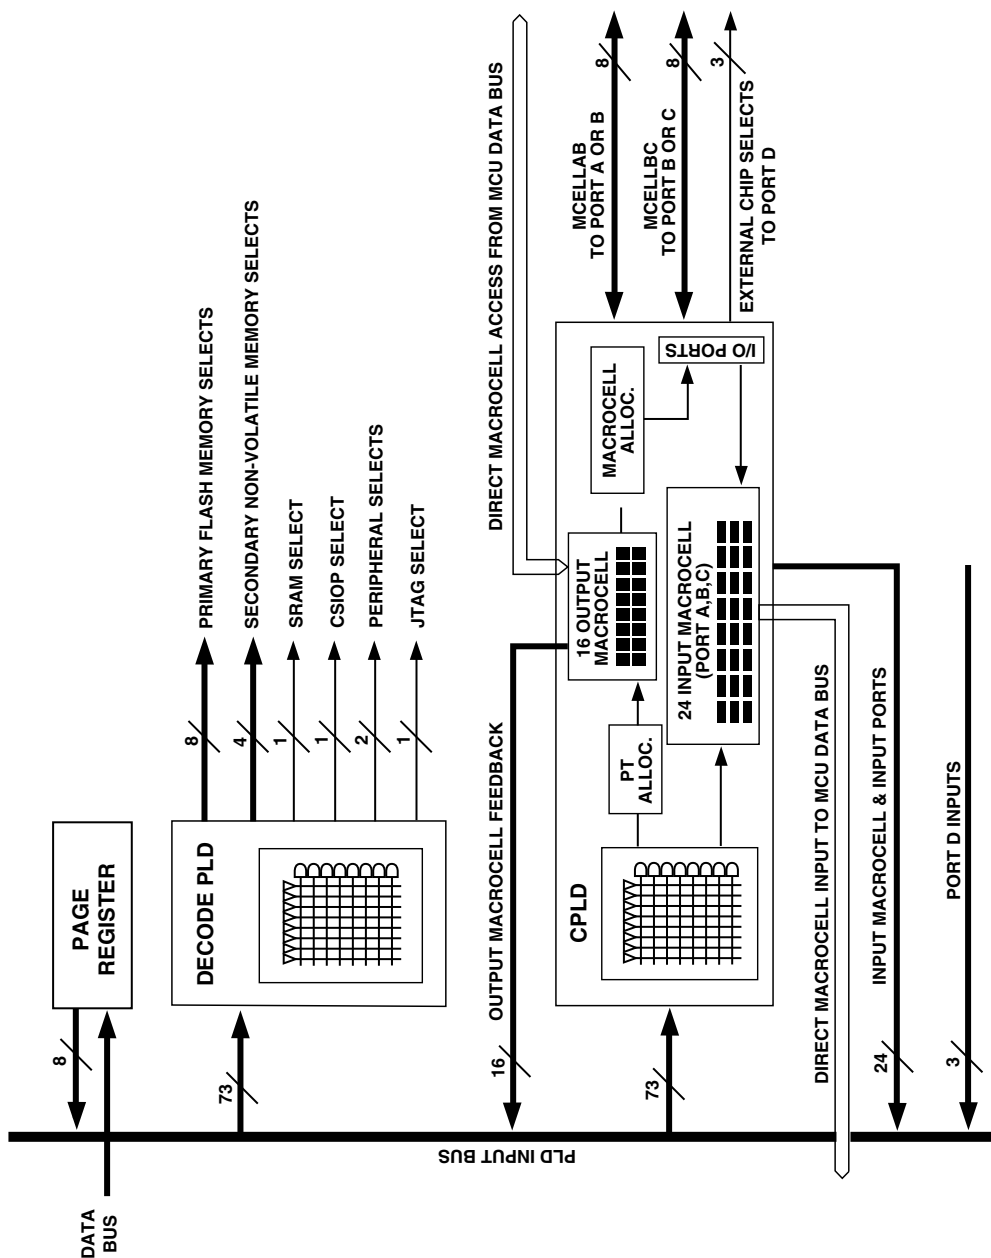 DATA
BUS
8
PAGE
REGISTER
73
DECODE PLD
8
PRIMARY FLASH MEMORY SELECTS
4
SECONDARY NON-VOLATILE MEMORY SELECTS
1
SRAM SELECT
1
CSIOP SELECT
2
PERIPHERAL SELECTS
1
JTAG SELECT
PLD INPUT BUS
16
OUTPUT MACROCELL FEEDBACK
DIRECT MACROCELL ACCESS FROM MCU DATA BUS
73
CPLD
PT
ALLOC.
16 OUTPUT
MACROCELL
MACROCELL
ALLOC.
24 INPUT MACROCELL
(PORT A,B,C)
I/O PORTS
MCELLAB
TO PORT A OR B
8
MCELLBC
TO PORT B OR C
8
EXTERNAL CHIP SELECTS
TO PORT D
3
DIRECT MACROCELL INPUT TO MCU DATA BUS
24
INPUT MACROCELL & INPUT PORTS
3
PORT D INPUTS